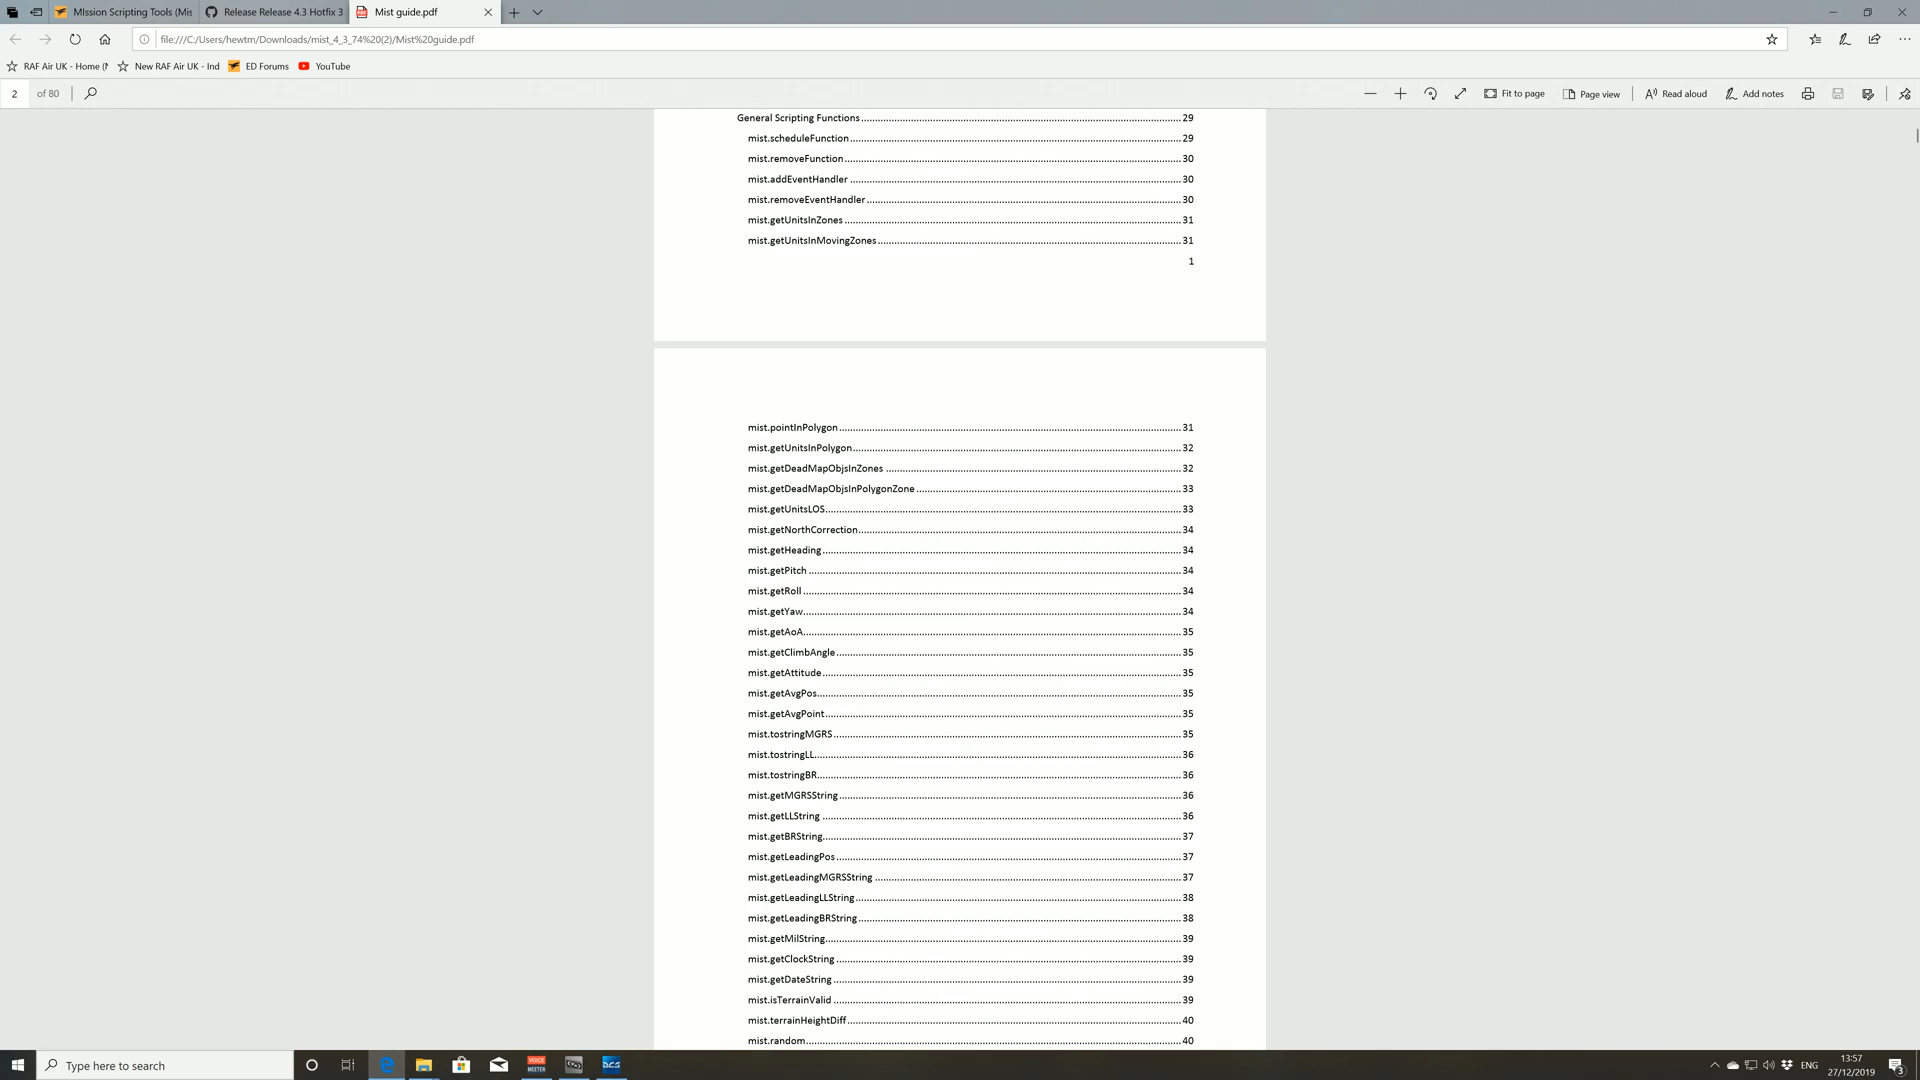 MIssion Scripting Tools (Mis
Release Release 4.3 Hotfix 3
Mist guide.pdf
file:///C:/Users/hewtm/Downloads/mist_4_3_74%20(2)/Mist%20guide.pdf
RAF Air UK - Home (
New RAF Air UK - Ind
ED Forums
YouTube
2 of 80
Fit to page
Page view
Read aloud
Add notes
General Scripting Functions 29
mist.scheduleFunction 29
mist.removeFunction 30
mist.addEventHandler 30
mist.removeEventHandler 30
mist.getUnitsInZones 31
mist.getUnitsInMovingZones 31
1
mist.pointInPolygon 31
mist.getUnitsInPolygon 32
mist.getDeadMapObjsInZones 32
mist.getDeadMapObjsInPolygonZone 33
mist.getUnitsLOS 33
mist.getNorthCorrection 34
mist.getHeading 34
mist.getPitch 34
mist.getRoll 34
mist.getYaw 34
mist.getAoA 35
mist.getClimbAngle 35
mist.getAttitude 35
mist.getAvgPos 35
mist.getAvgPoint 35
mist.tostringMGRS 35
mist.tostringLL 36
mist.tostringBR 36
mist.getMGRSString 36
mist.getLLString 36
mist.getBRString 37
mist.getLeadingPos 37
mist.getLeadingMGRSString 37
mist.getLeadingLLString 38
mist.getLeadingBRString 38
mist.getMilString 39
mist.getClockString 39
mist.getDateString 39
mist.isTerrainValid 39
mist.terrainHeightDiff 40
mist.random 40
Type here to search
VOICE
MEETER
DCS
ENG
13:57
27/12/2019
3